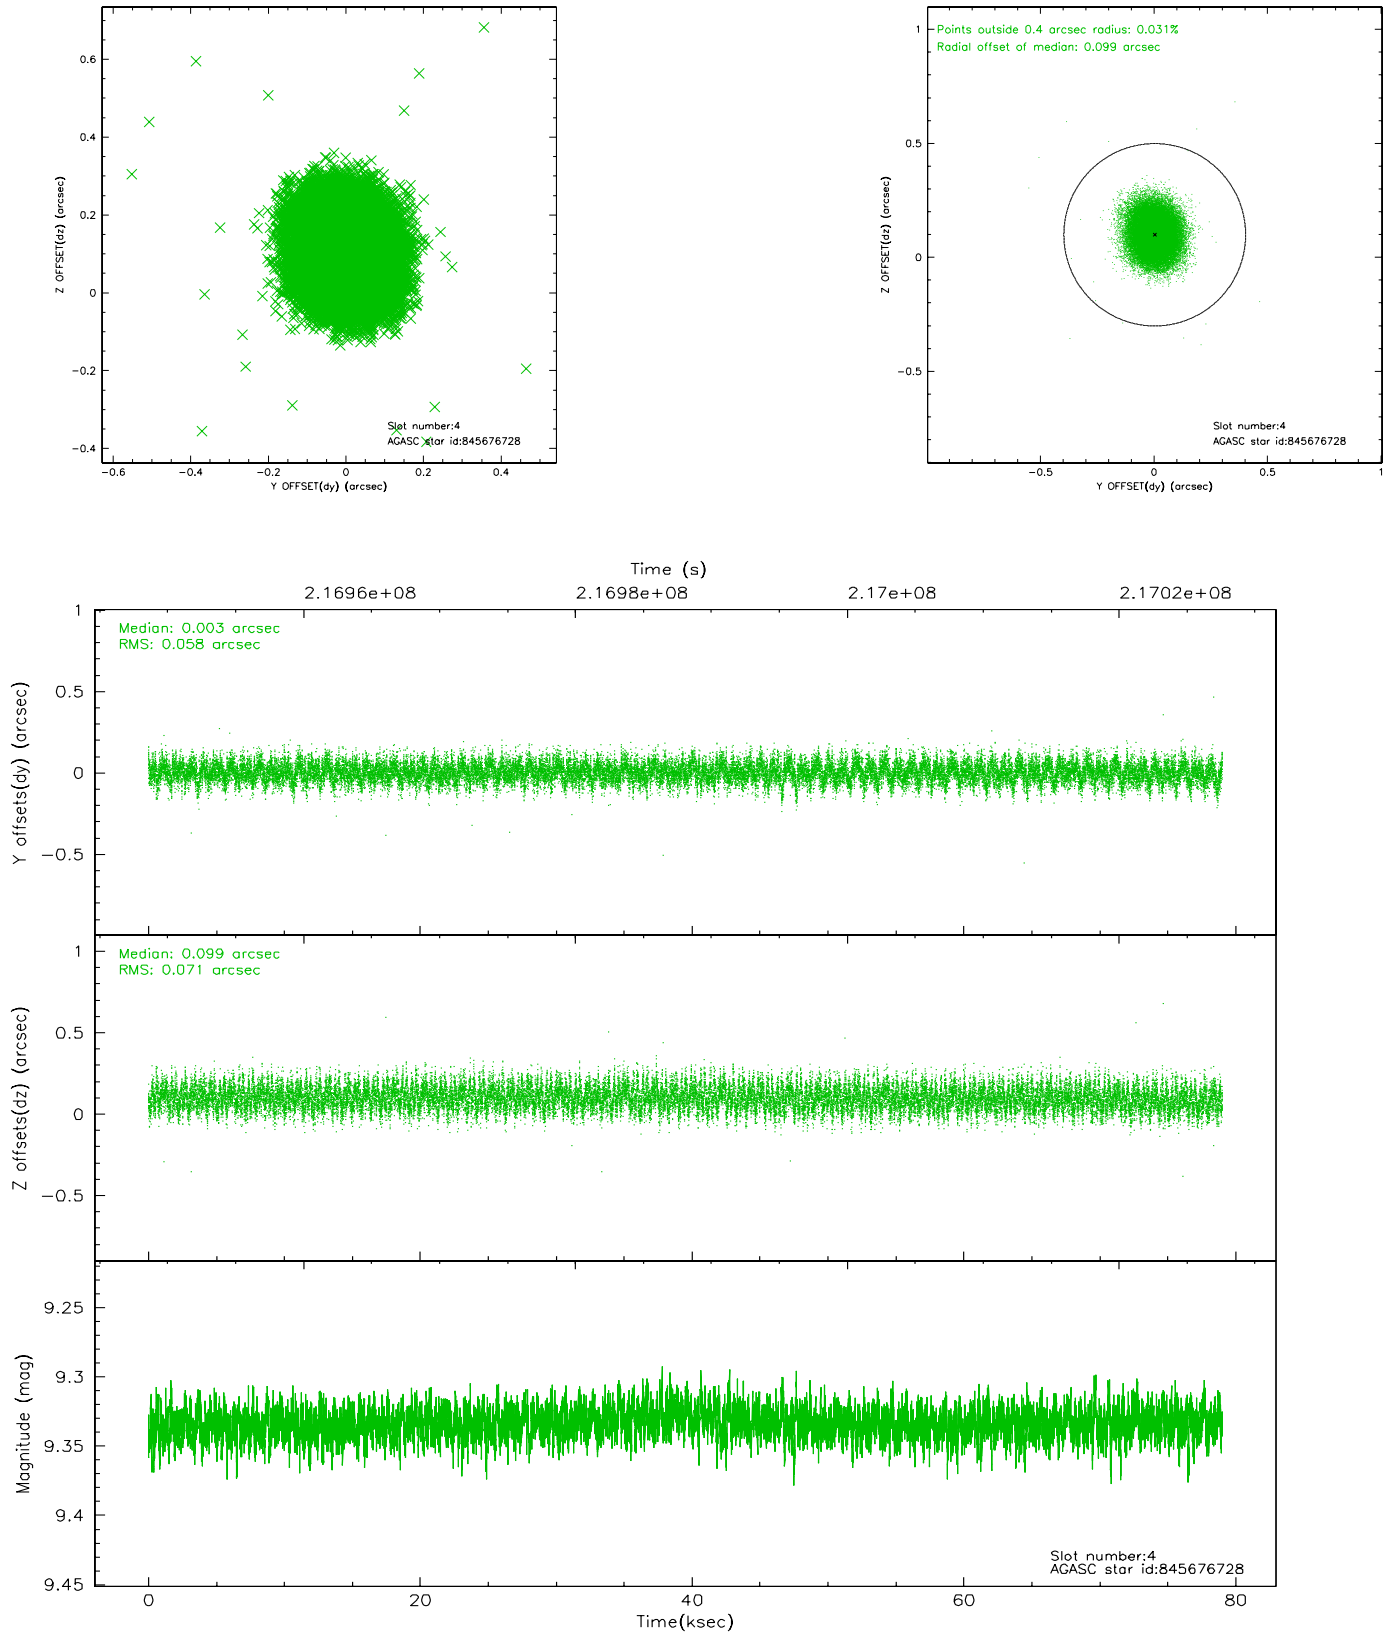 0.6
0.4
0.2
0
−0.2
−0.4
Z OFFSET(dz) (arcsec)
Slot number:4
AGASC star id:845676728
−0.6 −0.4 −0.2 0 0.2 0.4
Y OFFSET(dy) (arcsec)
Points outside 0.4 arcsec radius: 0.031%
Radial offset of median: 0.099 arcsec
1
0.5
0
−0.5
Z OFFSET(dz) (arcsec)
Slot number:4
AGASC star id:845676728
−0.5 0 0.5 1
Y OFFSET(dy) (arcsec)
Time (s)
2.1696e+08 2.1698e+08 2.17e+08 2.1702e+08
Median: 0.003 arcsec
RMS: 0.058 arcsec
1
0.5
0
−0.5
Y offsets(dy) (arcsec)
Median: 0.099 arcsec
RMS: 0.071 arcsec
1
0.5
0
−0.5
Z offsets(dz) (arcsec)
9.25
9.3
9.35
9.4
9.45
Magnitude (mag)
Slot number:4
AGASC star id:845676728
0 20 40 60 80
Time(ksec)